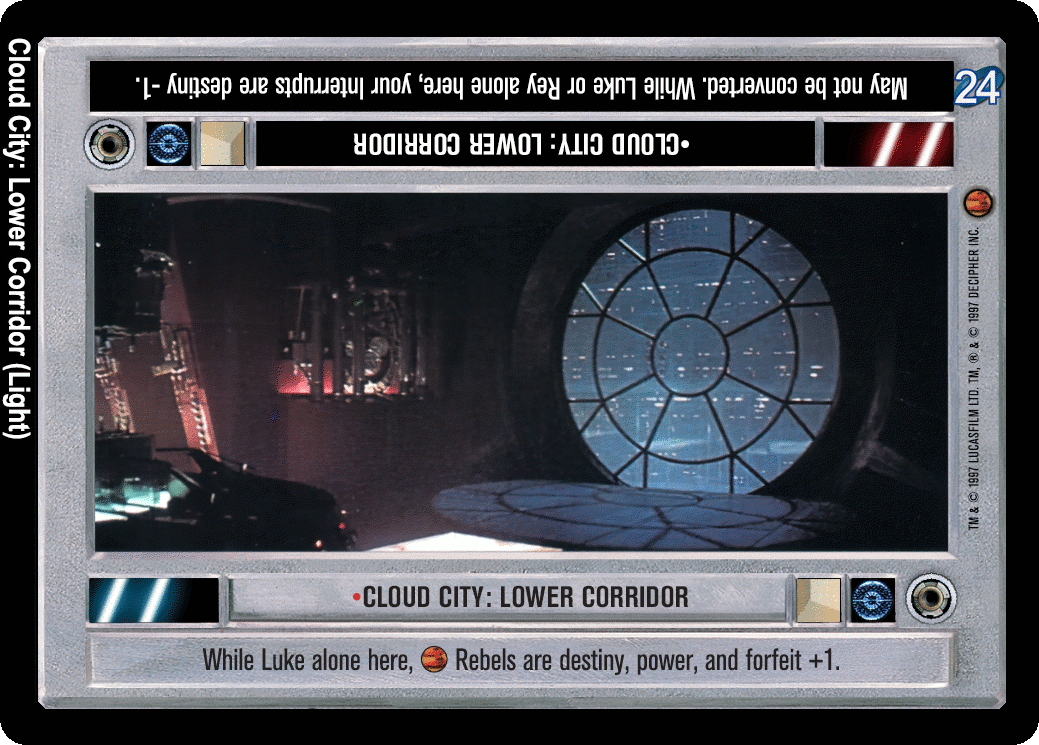 Cloud City: Lower Corridor (Light)
May not be converted. While Luke or Rey alone here, your Interrupts are destiny -1.
24
•CLOUD CITY: LOWER CORRIDOR
TM & © 1997 LUCASFILM LTD. TM, ® & © 1997 DECIPHER INC.
•CLOUD CITY: LOWER CORRIDOR
While Luke alone here, Rebels are destiny, power, and forfeit +1.